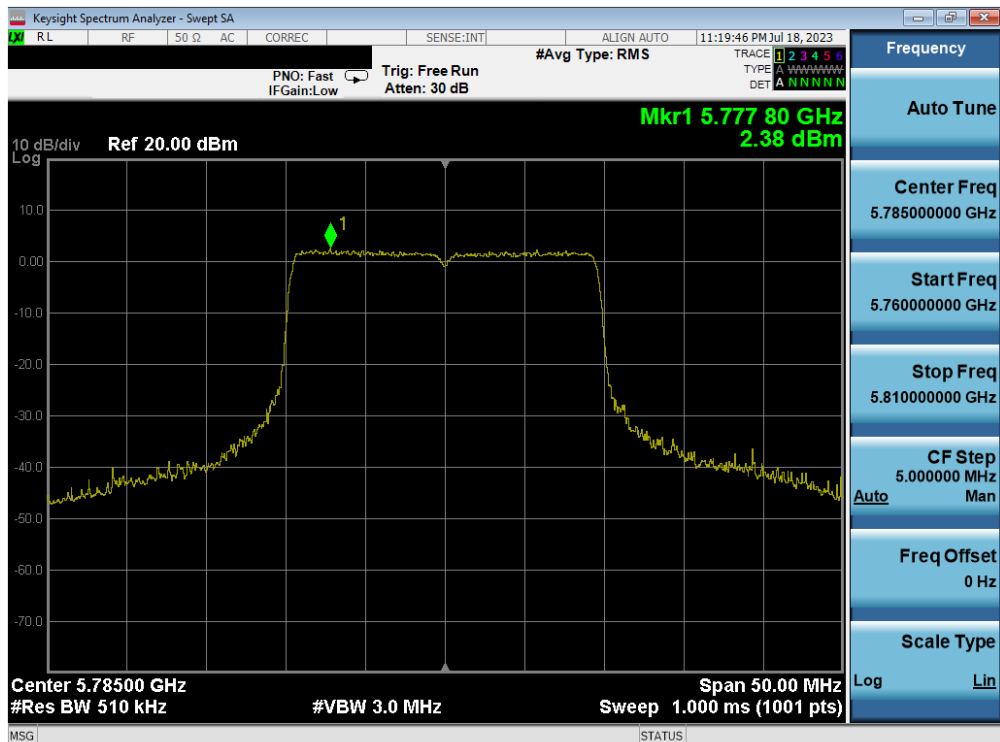 Keysight Spectrum Analyzer - Swept SA
LXI RL RF 50 Ω AC CORREC SENSE:INT ALIGN AUTO 11:19:46 PM Jul 18, 2023
#Avg Type: RMS TRACE 1 2 3 4 5 6
PNO: Fast Trig: Free Run TYPE A WWWWW
IFGain:Low Atten: 30 dB DET A N N N N N
Mkr1 5.777 80 GHz
2.38 dBm
10 dB/div Ref 20.00 dBm
Log
10.0
1
0.00
-10.0
-20.0
-30.0
-40.0
-50.0
-60.0
-70.0
Center 5.78500 GHz Span 50.00 MHz
#Res BW 510 kHz #VBW 3.0 MHz Sweep 1.000 ms (1001 pts)
MSG STATUS
Frequency
Auto Tune
Center Freq
5.785000000 GHz
Start Freq
5.760000000 GHz
Stop Freq
5.810000000 GHz
CF Step
5.000000 MHz
Auto Man
Freq Offset
0 Hz
Scale Type
Log Lin